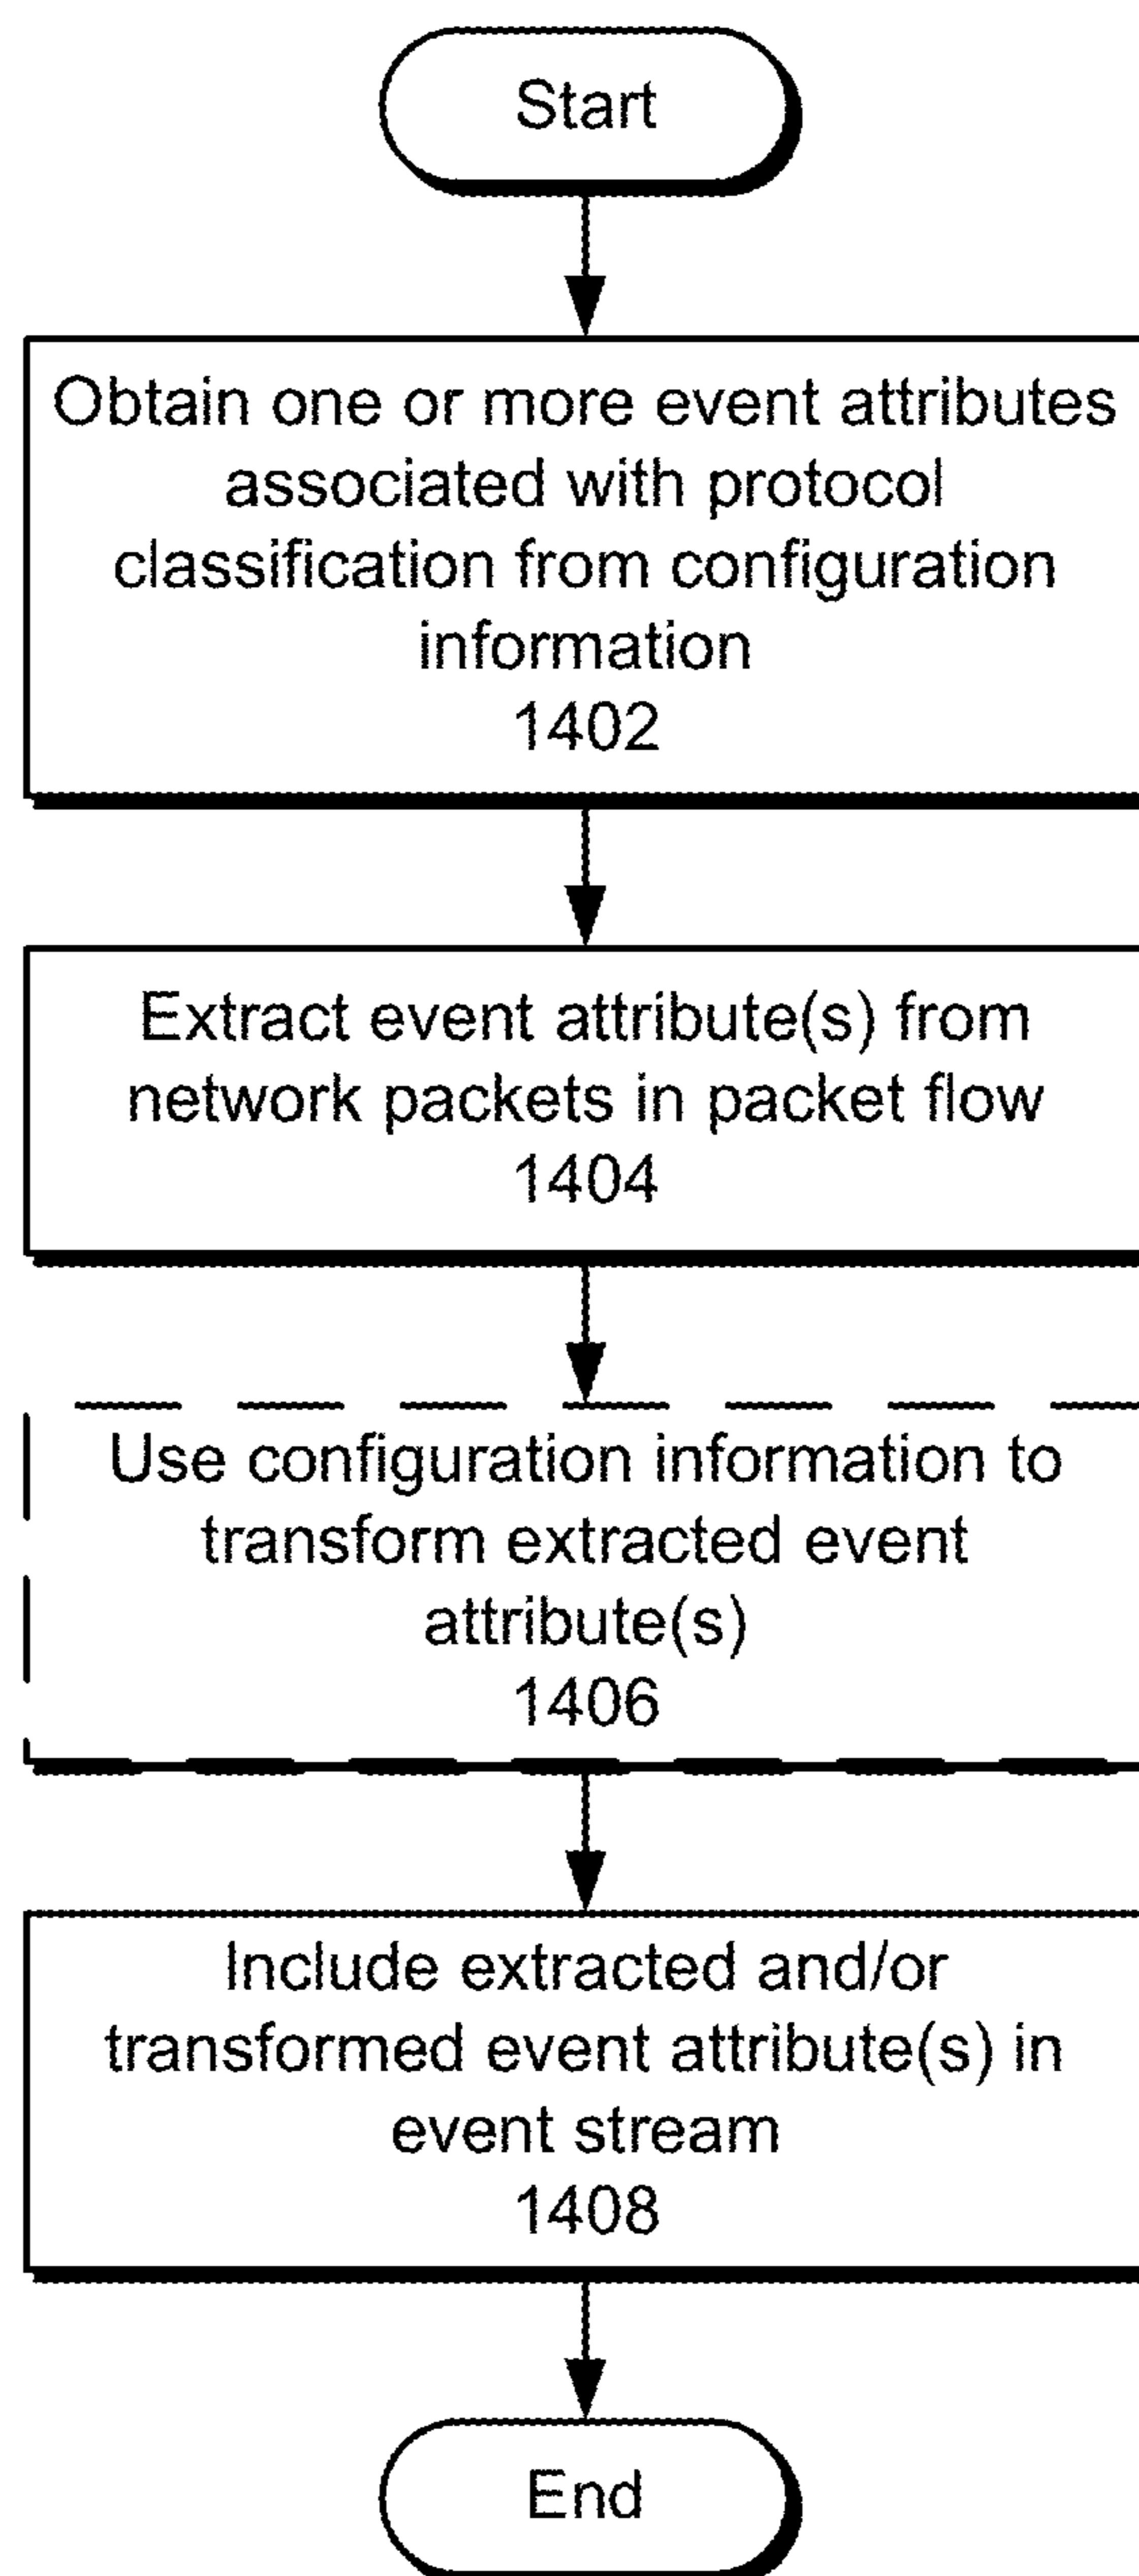 Start
Obtain one or more event attributes
associated with protocol
classification from configuration
information
1402
Extract event attribute(s) from
network packets in packet flow
1404
Use configuration information to
transform extracted event
attribute(s)
1406
Include extracted and/or
transformed event attribute(s) in
event stream
1408
End